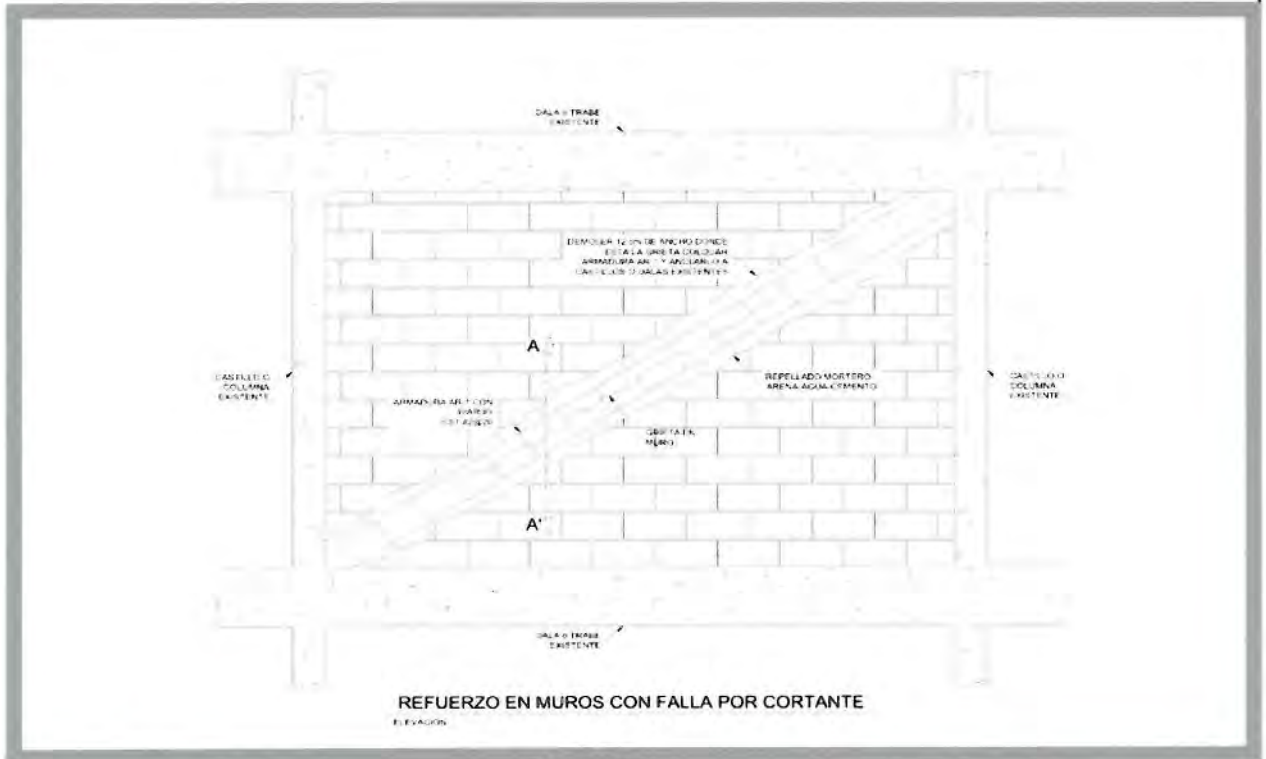 DALA o TRABE
EXISTENTE
DEMOLER 12 cm DE ANCHO DONDE
ESTA LA GRIETA COLOCAR
ARMADURA Y ANCLARLO A
CASTILLOS O DALAS EXISTENTES
A
CASTILLO O
COLUMNA
EXISTENTE
REPELLADO MORTERO
ARENA-AGUA-CEMENTO
CASTILLO O
COLUMNA
EXISTENTE
ARMADURA CON
GRIETA EN
MURO
A'
DALA o TRABE
EXISTENTE
REFUERZO EN MUROS CON FALLA POR CORTANTE
ELEVACION